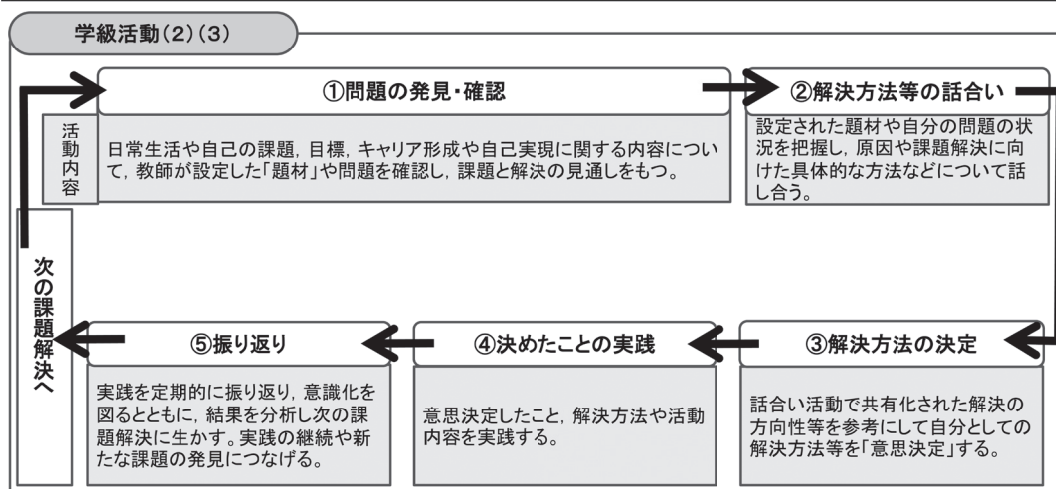 学級活動(2)(3)
①問題の発見・確認
活動内容
日常生活や自己の課題,目標,キャリア形成や自己実現に関する内容につい
て,教師が設定した「題材」や問題を確認し,課題と解決の見通しをもつ。
②解決方法等の話合い
設定された題材や自分の問題の状
況を把握し,原因や課題解決に向
けた具体的な方法などについて話
し合う。
③解決方法の決定
話合い活動で共有化された解決の
方向性等を参考にして自分としての
解決方法等を「意思決定」する。
④決めたことの実践
意思決定したこと,解決方法や活動
内容を実践する。
⑤振り返り
実践を定期的に振り返り,意識化を
図るとともに,結果を分析し次の課
題解決に生かす。実践の継続や新
たな課題の発見につなげる。
次の課題解決へ